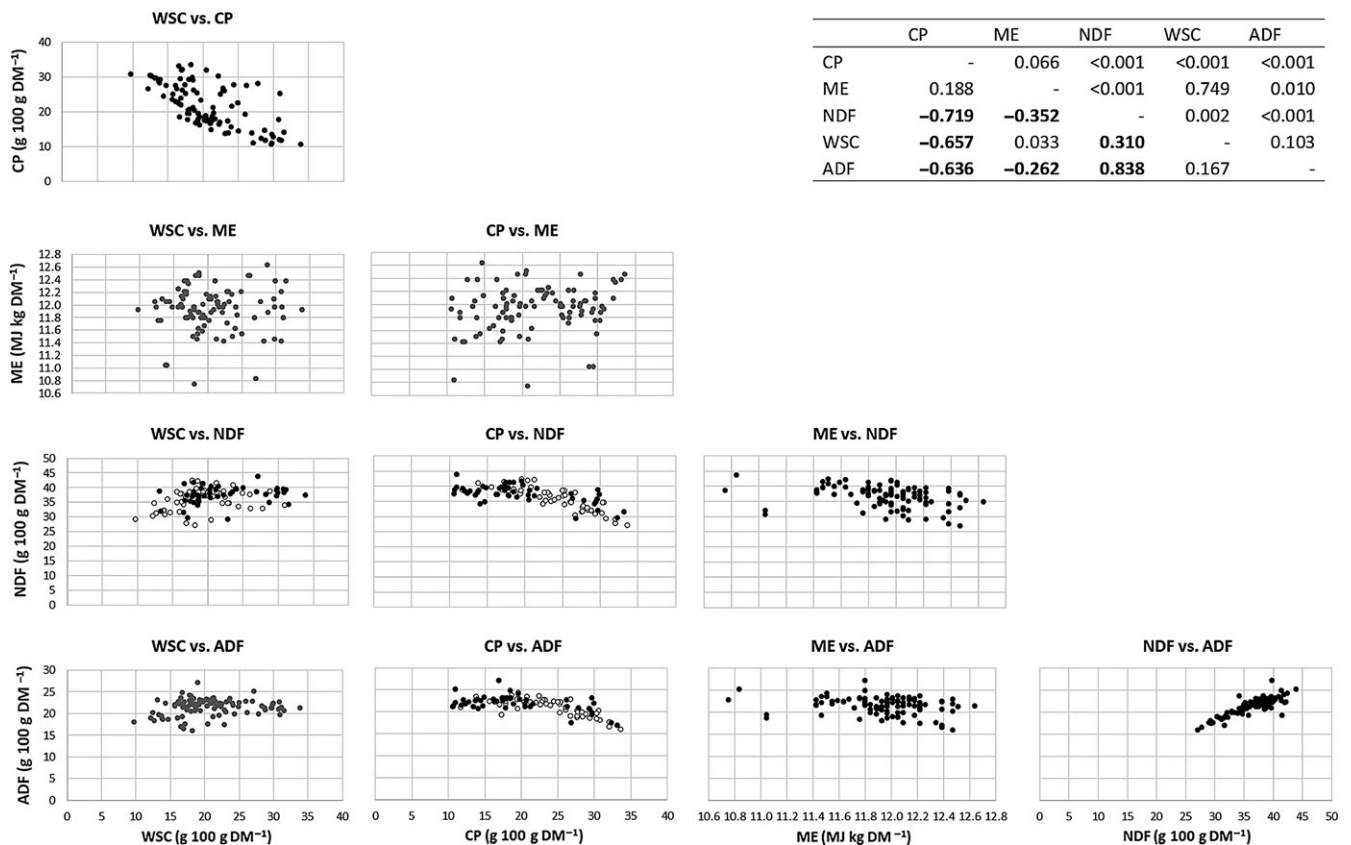 WSC vs. CP
40
30
20
10
0
CP (g 100 g DM⁻¹)
CP ME NDF WSC ADF
CP - 0.066 <0.001 <0.001 <0.001
ME 0.188 - <0.001 0.749 0.010
NDF −0.719 −0.352 - 0.002 <0.001
WSC −0.657 0.033 0.310 - 0.103
ADF −0.636 −0.262 0.838 0.167 -
WSC vs. ME
CP vs. ME
12.8
12.6
12.4
12.2
12.0
11.8
11.6
11.4
11.2
11.0
10.8
10.6
ME (MJ kg DM⁻¹)
WSC vs. NDF
CP vs. NDF
ME vs. NDF
50
45
40
35
30
25
20
15
10
5
0
NDF (g 100 g DM⁻¹)
WSC vs. ADF
CP vs. ADF
ME vs. ADF
NDF vs. ADF
30
25
20
15
10
5
0
ADF (g 100 g DM ⁻¹)
0 5 10 15 20 25 30 35 40
WSC (g 100 g DM⁻¹)
0 5 10 15 20 25 30 35 40
CP (g 100 g DM⁻¹)
10.6 10.8 11.0 11.2 11.4 11.6 11.8 12.0 12.2 12.4 12.6 12.8
ME (MJ kg DM ⁻¹)
0 5 10 15 20 25 30 35 40 45 50
NDF (g 100 g DM⁻¹)